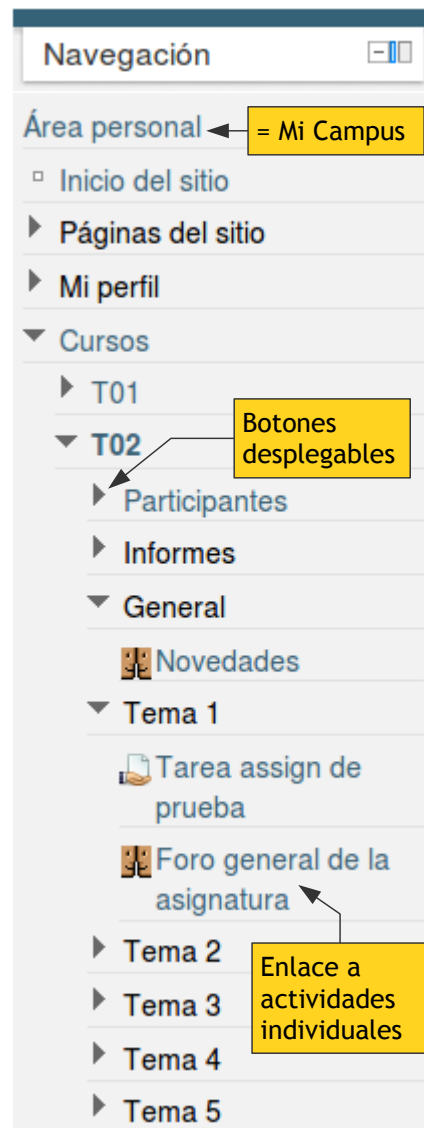 Navegación
Área personal
= Mi Campus
Inicio del sitio
Páginas del sitio
Mi perfil
Cursos
T01
Botones
desplegables
T02
Participantes
Informes
General
Novedades
Tema 1
Tarea assign de
prueba
Foro general de la
asignatura
Tema 2
Enlace a
actividades
individuales
Tema 3
Tema 4
Tema 5